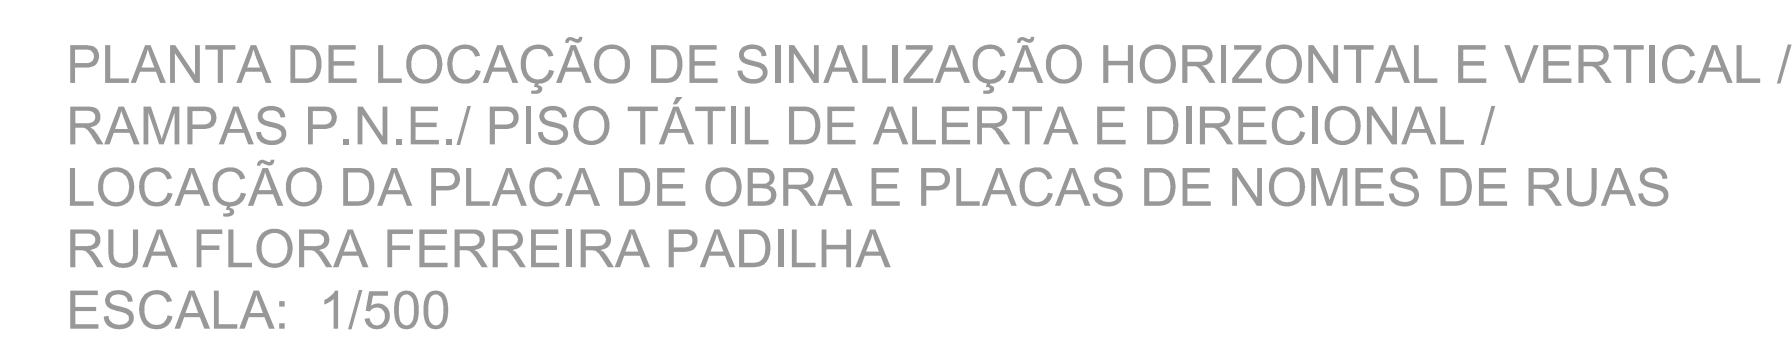 PLANTA DE LOCAÇÃO DE SINALIZAÇÃO HORIZONTAL E VERTICAL /
RAMPAS P.N.E./ PISO TÁTIL DE ALERTA E DIRECIONAL /
LOCAÇÃO DA PLACA DE OBRA E PLACAS DE NOMES DE RUAS
RUA FLORA FERREIRA PADILHA
ESCALA: 1/500